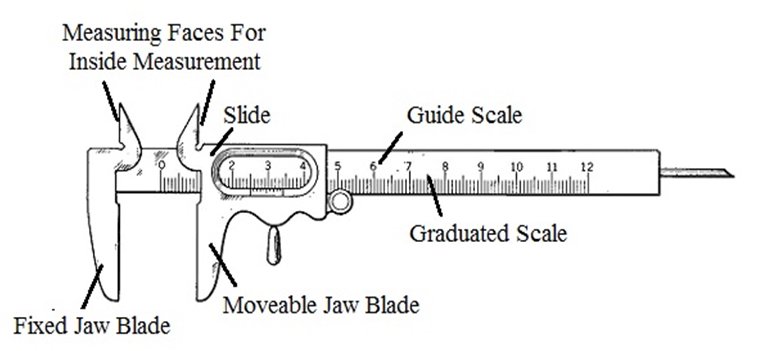 Measuring Faces For
Inside Measurement
Slide
Guide Scale
0 2 3 4 5 6 7 8 9 10 11 12
Graduated Scale
Moveable Jaw Blade
Fixed Jaw Blade